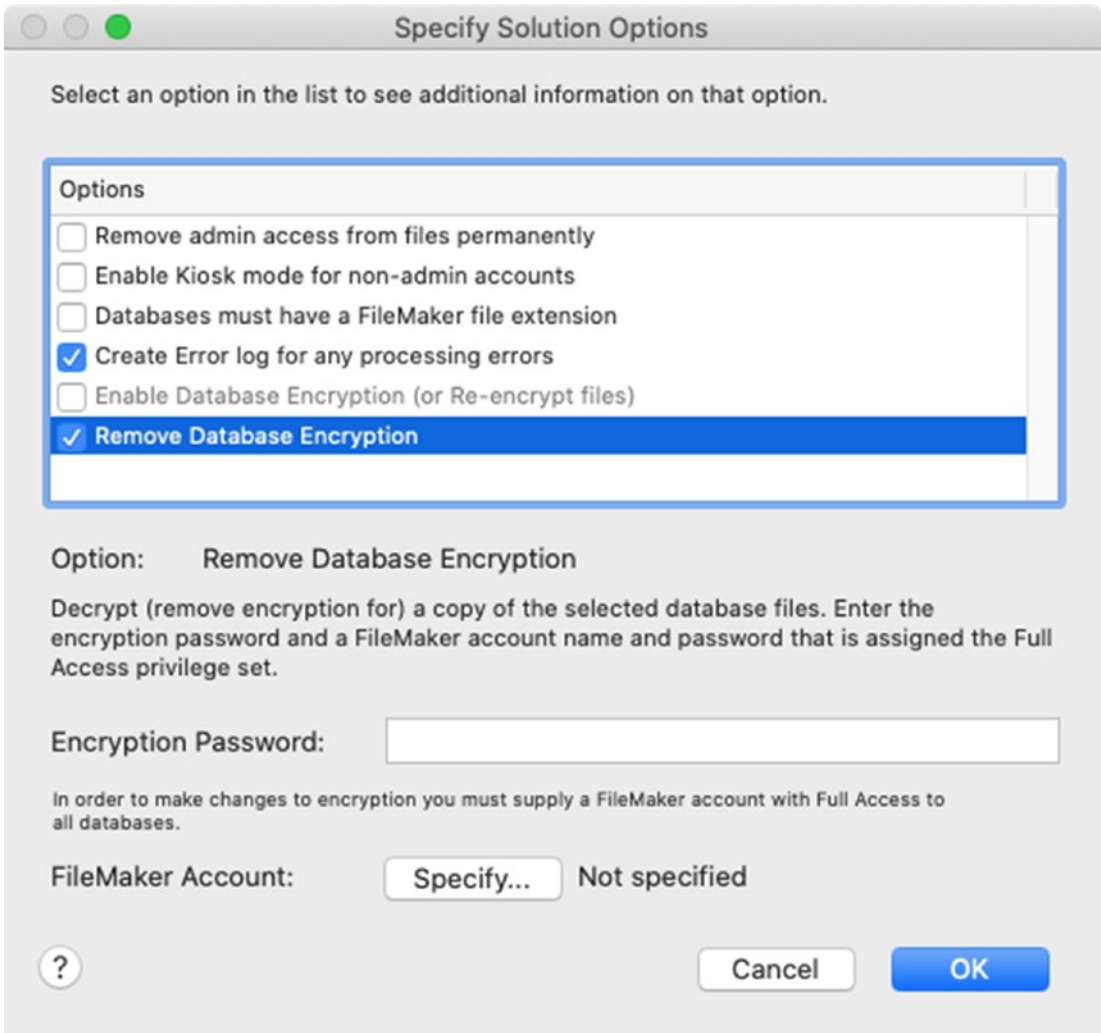 Specify Solution Options
Select an option in the list to see additional information on that option.
Options
Remove admin access from files permanently
Enable Kiosk mode for non-admin accounts
Databases must have a FileMaker file extension
Create Error log for any processing errors
Enable Database Encryption (or Re-encrypt files)
Remove Database Encryption
Option: Remove Database Encryption
Decrypt (remove encryption for) a copy of the selected database files. Enter the
encryption password and a FileMaker account name and password that is assigned the Full
Access privilege set.
Encryption Password:
In order to make changes to encryption you must supply a FileMaker account with Full Access to
all databases.
FileMaker Account: Specify... Not specified
? Cancel OK